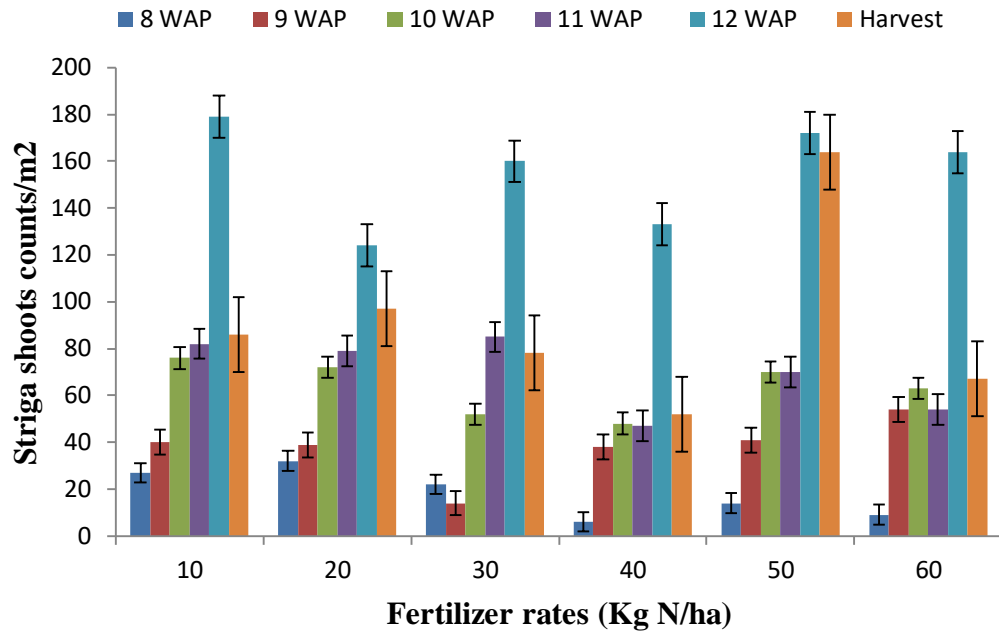 8 WAP 9 WAP 10 WAP 11 WAP 12 WAP Harvest
Striga shoots counts/m2
200
180
160
140
120
100
80
60
40
20
0
10 20 30 40 50 60
Fertilizer rates (Kg N/ha)